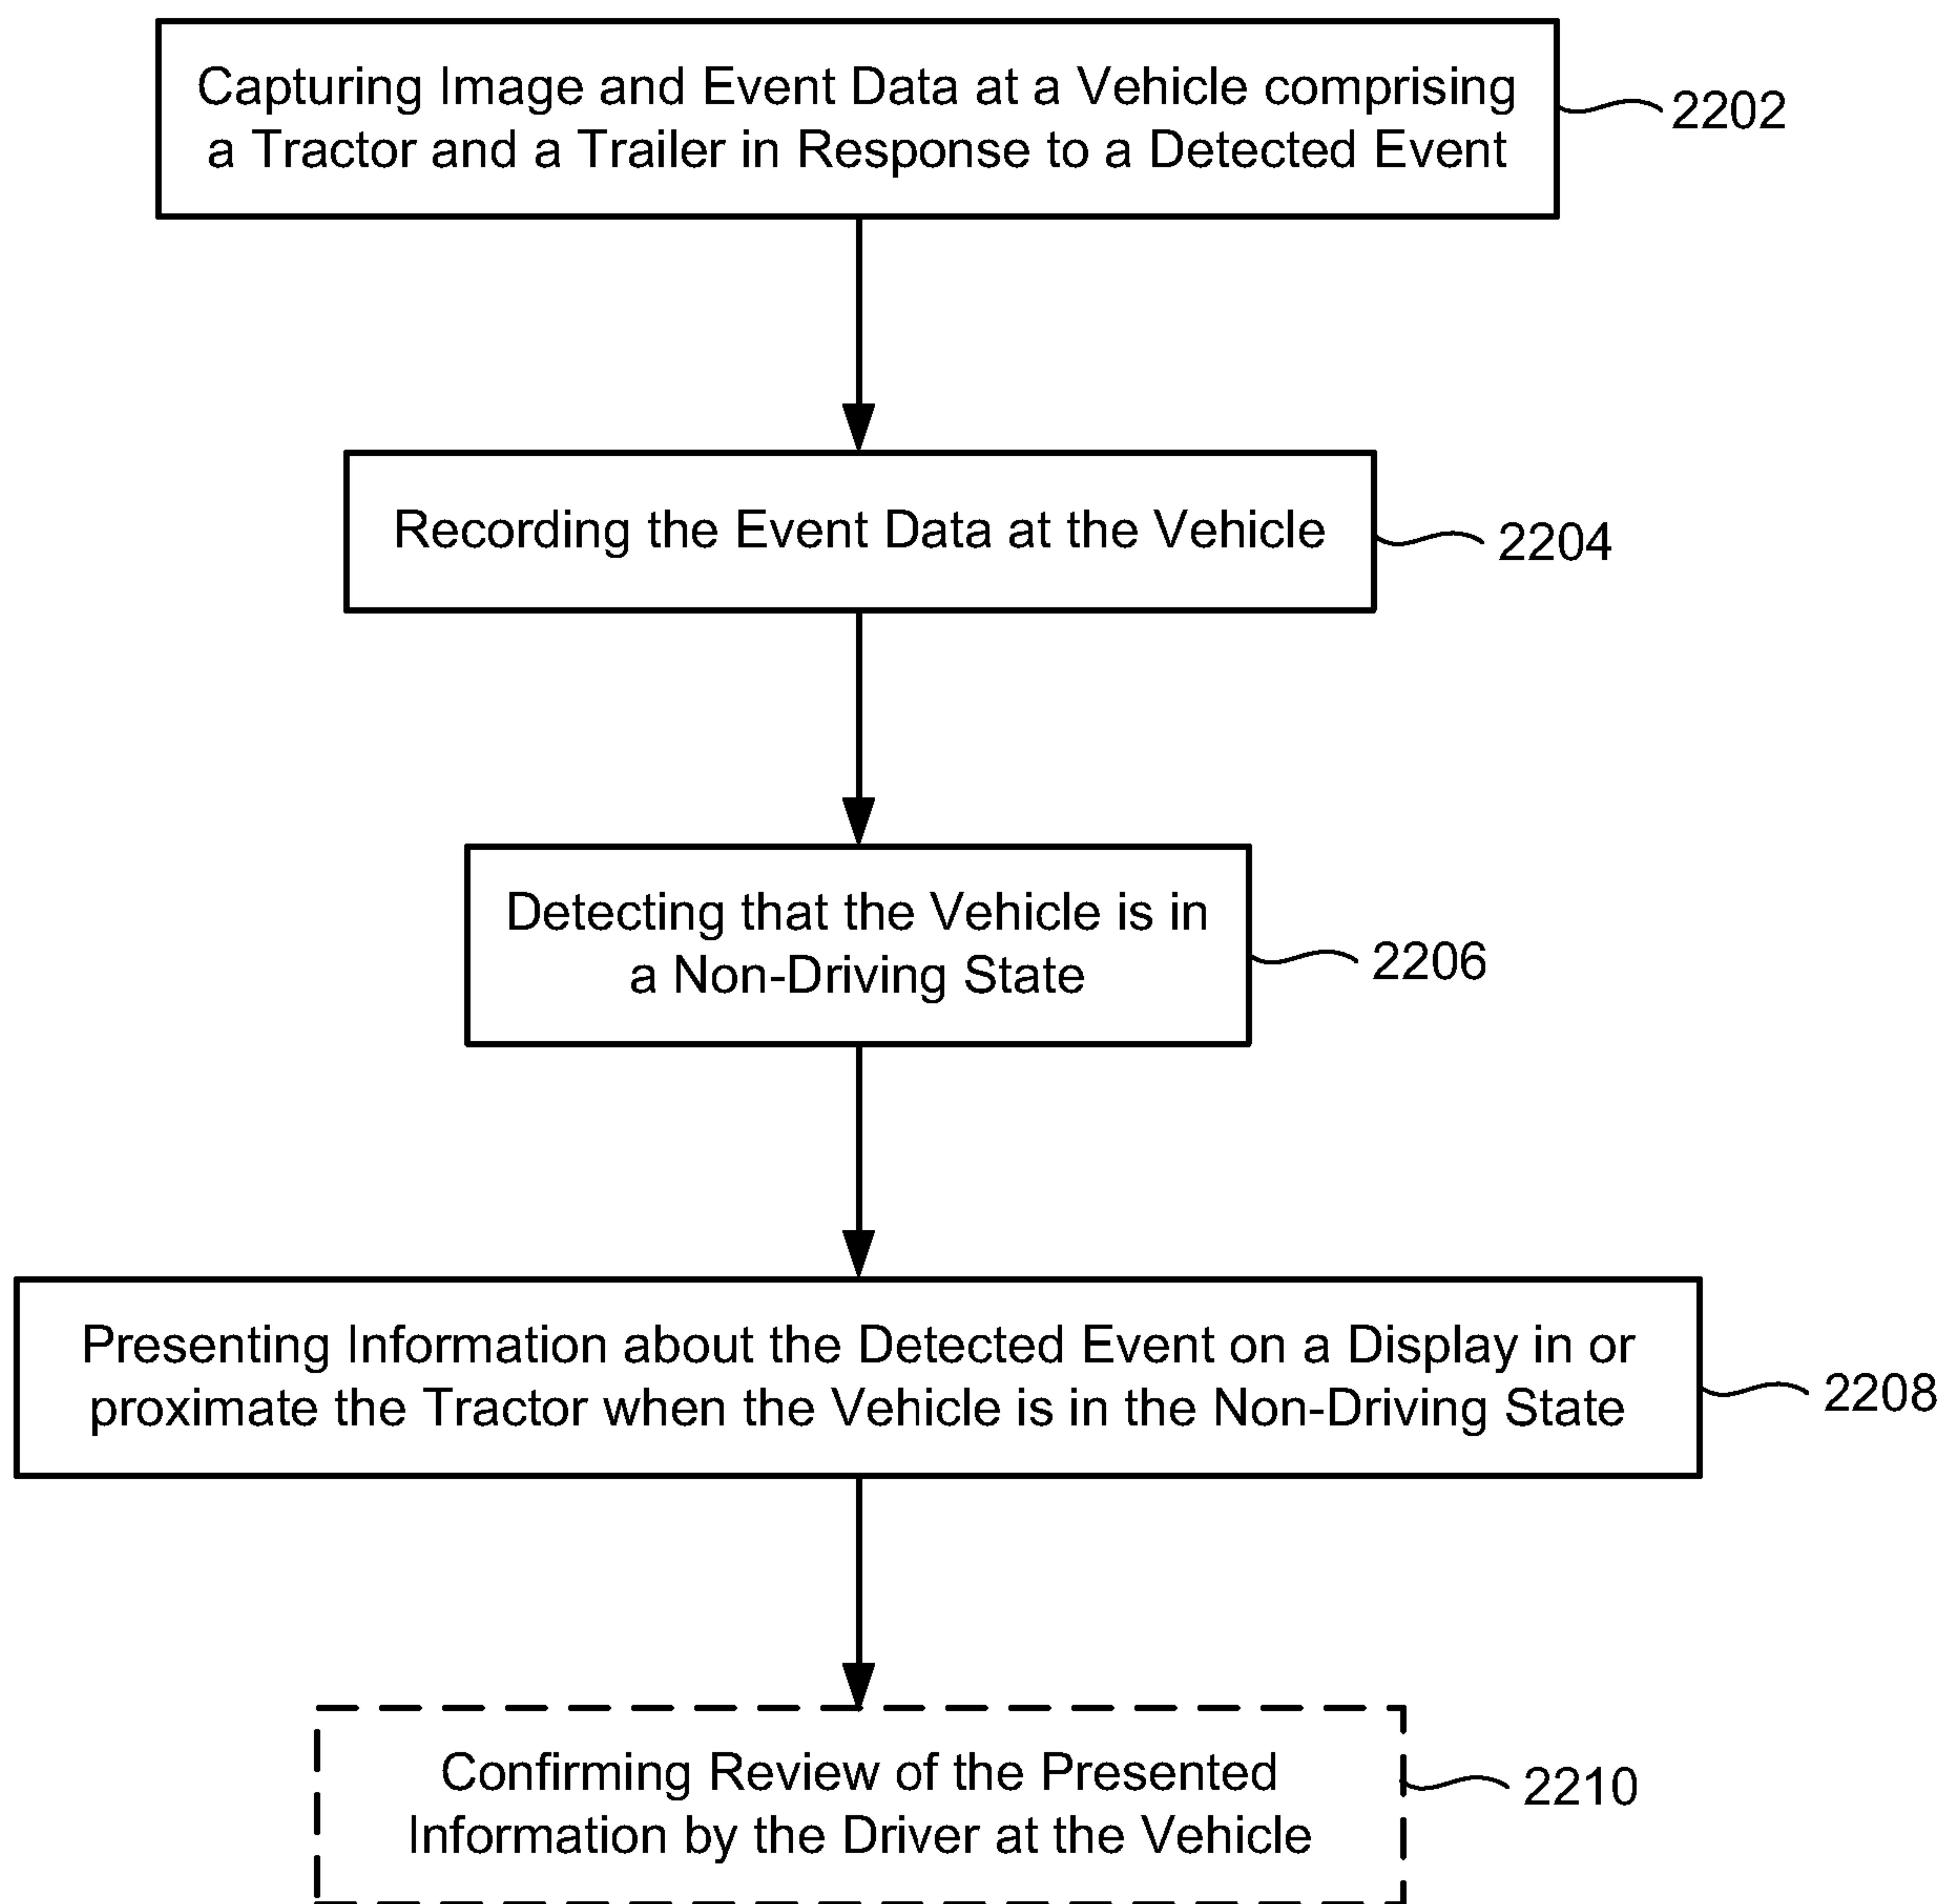 Capturing Image and Event Data at a Vehicle comprising
a Tractor and a Trailer in Response to a Detected Event
2202
Recording the Event Data at the Vehicle
2204
Detecting that the Vehicle is in
a Non-Driving State
2206
Presenting Information about the Detected Event on a Display in or
proximate the Tractor when the Vehicle is in the Non-Driving State
2208
Confirming Review of the Presented
Information by the Driver at the Vehicle
2210